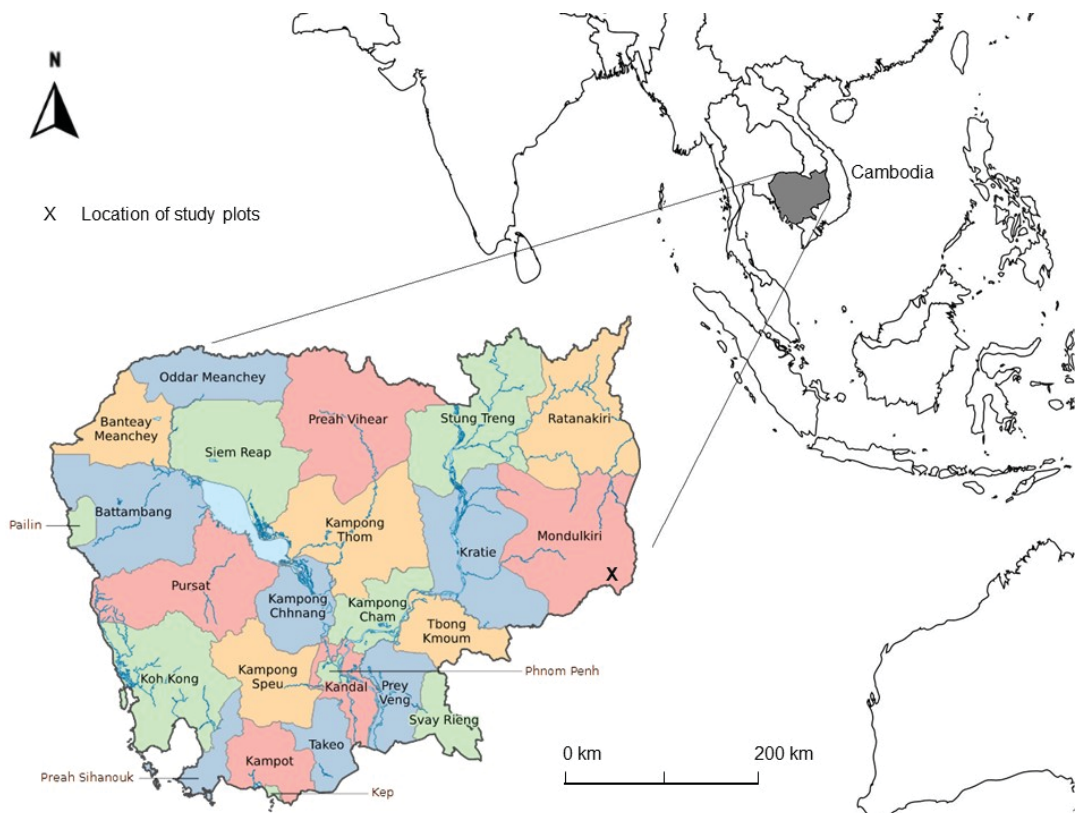 N
X Location of study plots
Cambodia
Oddar Meanchey
Banteay
Meanchey
Siem Reap
Preah Vihear
Stung Treng
Ratanakiri
Pailin
Battambang
Kampong
Thom
Kratie
Mondulkiri
X
Pursat
Kampong
Chhnang
Kampong
Cham
Tbong
Kmoum
Koh Kong
Kampong
Speu
Kandal
Prey
Veng
Phnom Penh
Svay Rieng
Takeo
Kampot
Preah Sihanouk
Kep
0 km 200 km